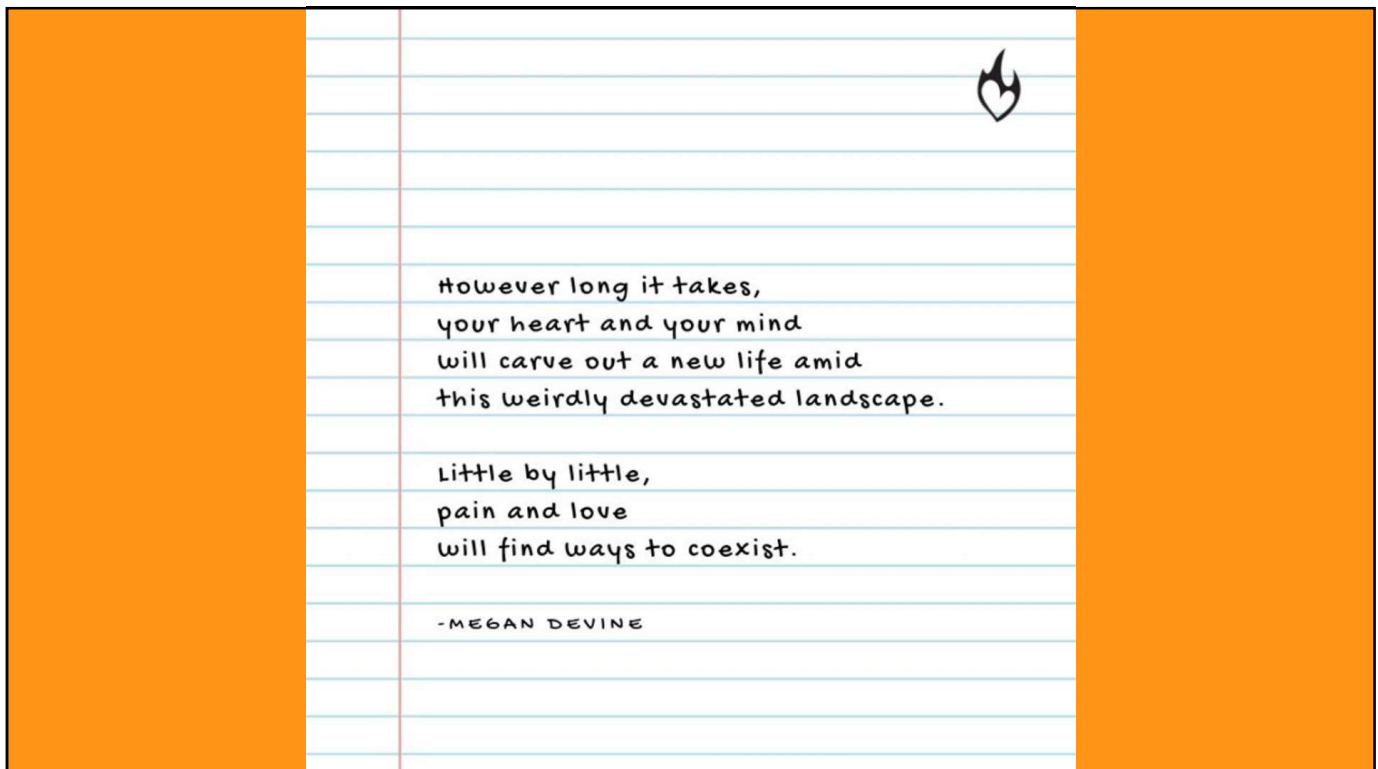 However long it takes,
your heart and your mind
will carve out a new life amid
this weirdly devastated landscape.
Little by little,
pain and love
will find ways to coexist.
-MEGAN DEVINE